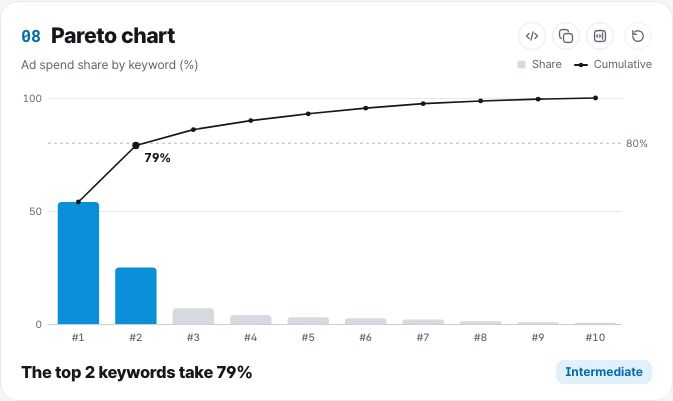 08 Pareto chart
Ad spend share by keyword (%)
Share Cumulative
100
80%
79%
50
0
#1 #2 #3 #4 #5 #6 #7 #8 #9 #10
The top 2 keywords take 79%
Intermediate